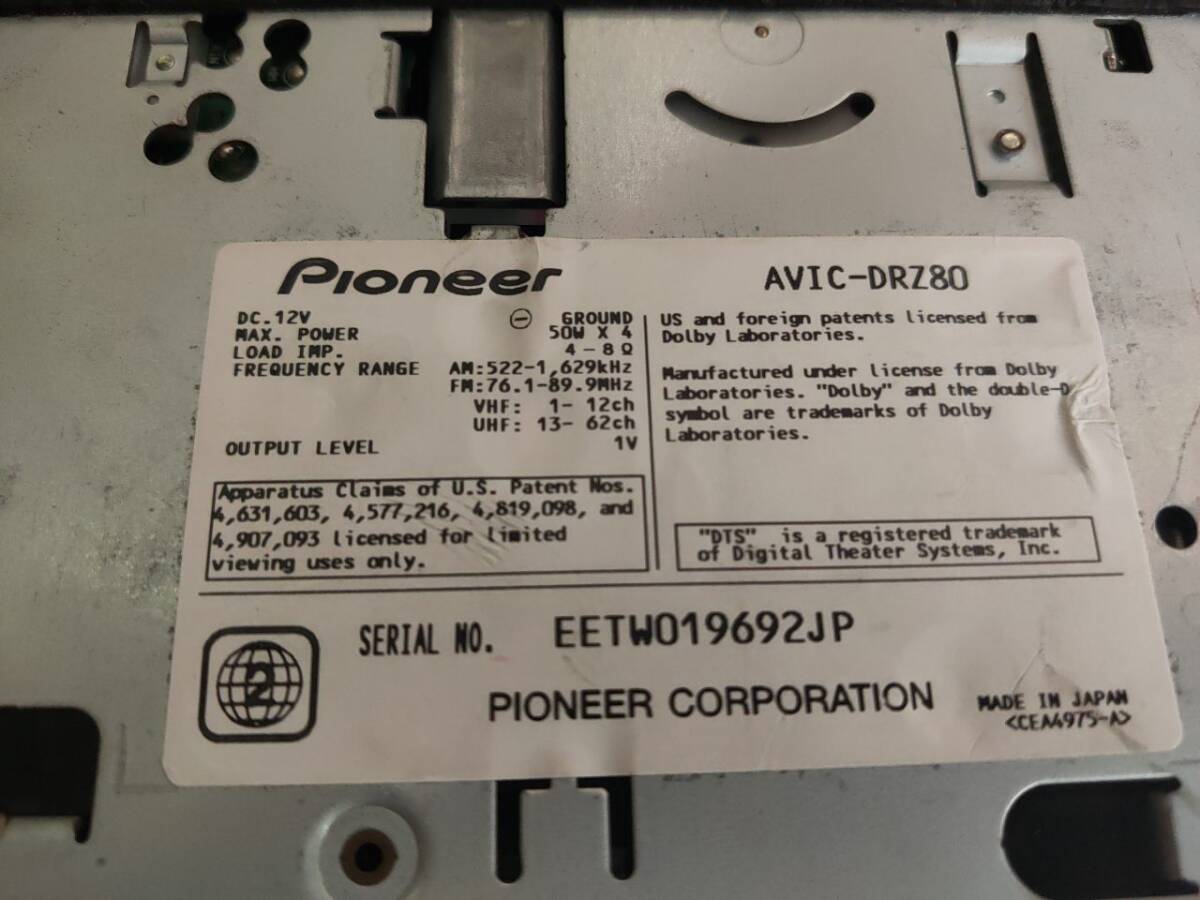 Pioneer
AVIC-DRZ80
DC.12V ⊖ GROUND
MAX. POWER 50W X 4
LOAD IMP. 4-8Ω
FREQUENCY RANGE AM:522-1,629kHz
FM:76.1-89.9MHz
VHF: 1- 12ch
UHF: 13- 62ch
OUTPUT LEVEL 1V
US and foreign patents licensed from
Dolby Laboratories.
Manufactured under license from Dolby
Laboratories. "Dolby" and the double-D
symbol are trademarks of Dolby
Laboratories.
Apparatus Claims of U.S. Patent Nos.
4,631,603, 4,577,216, 4,819,098, and
4,907,093 licensed for limited
viewing uses only.
"DTS" is a registered trademark
of Digital Theater Systems, Inc.
2
SERIAL NO. EETW019692JP
PIONEER CORPORATION
MADE IN JAPAN
<CEA4975-A>